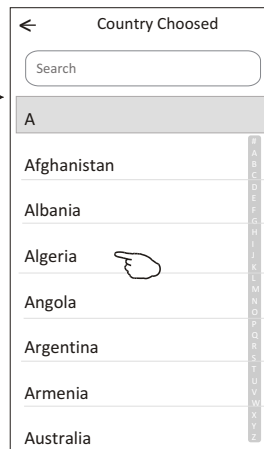 Country Choosed
Search
A
Afghanistan
Albania
Algeria
Angola
Argentina
Armenia
Australia
#
A
B
C
D
E
F
G
H
I
J
K
L
M
N
O
P
Q
R
S
T
U
V
W
X
Y
Z